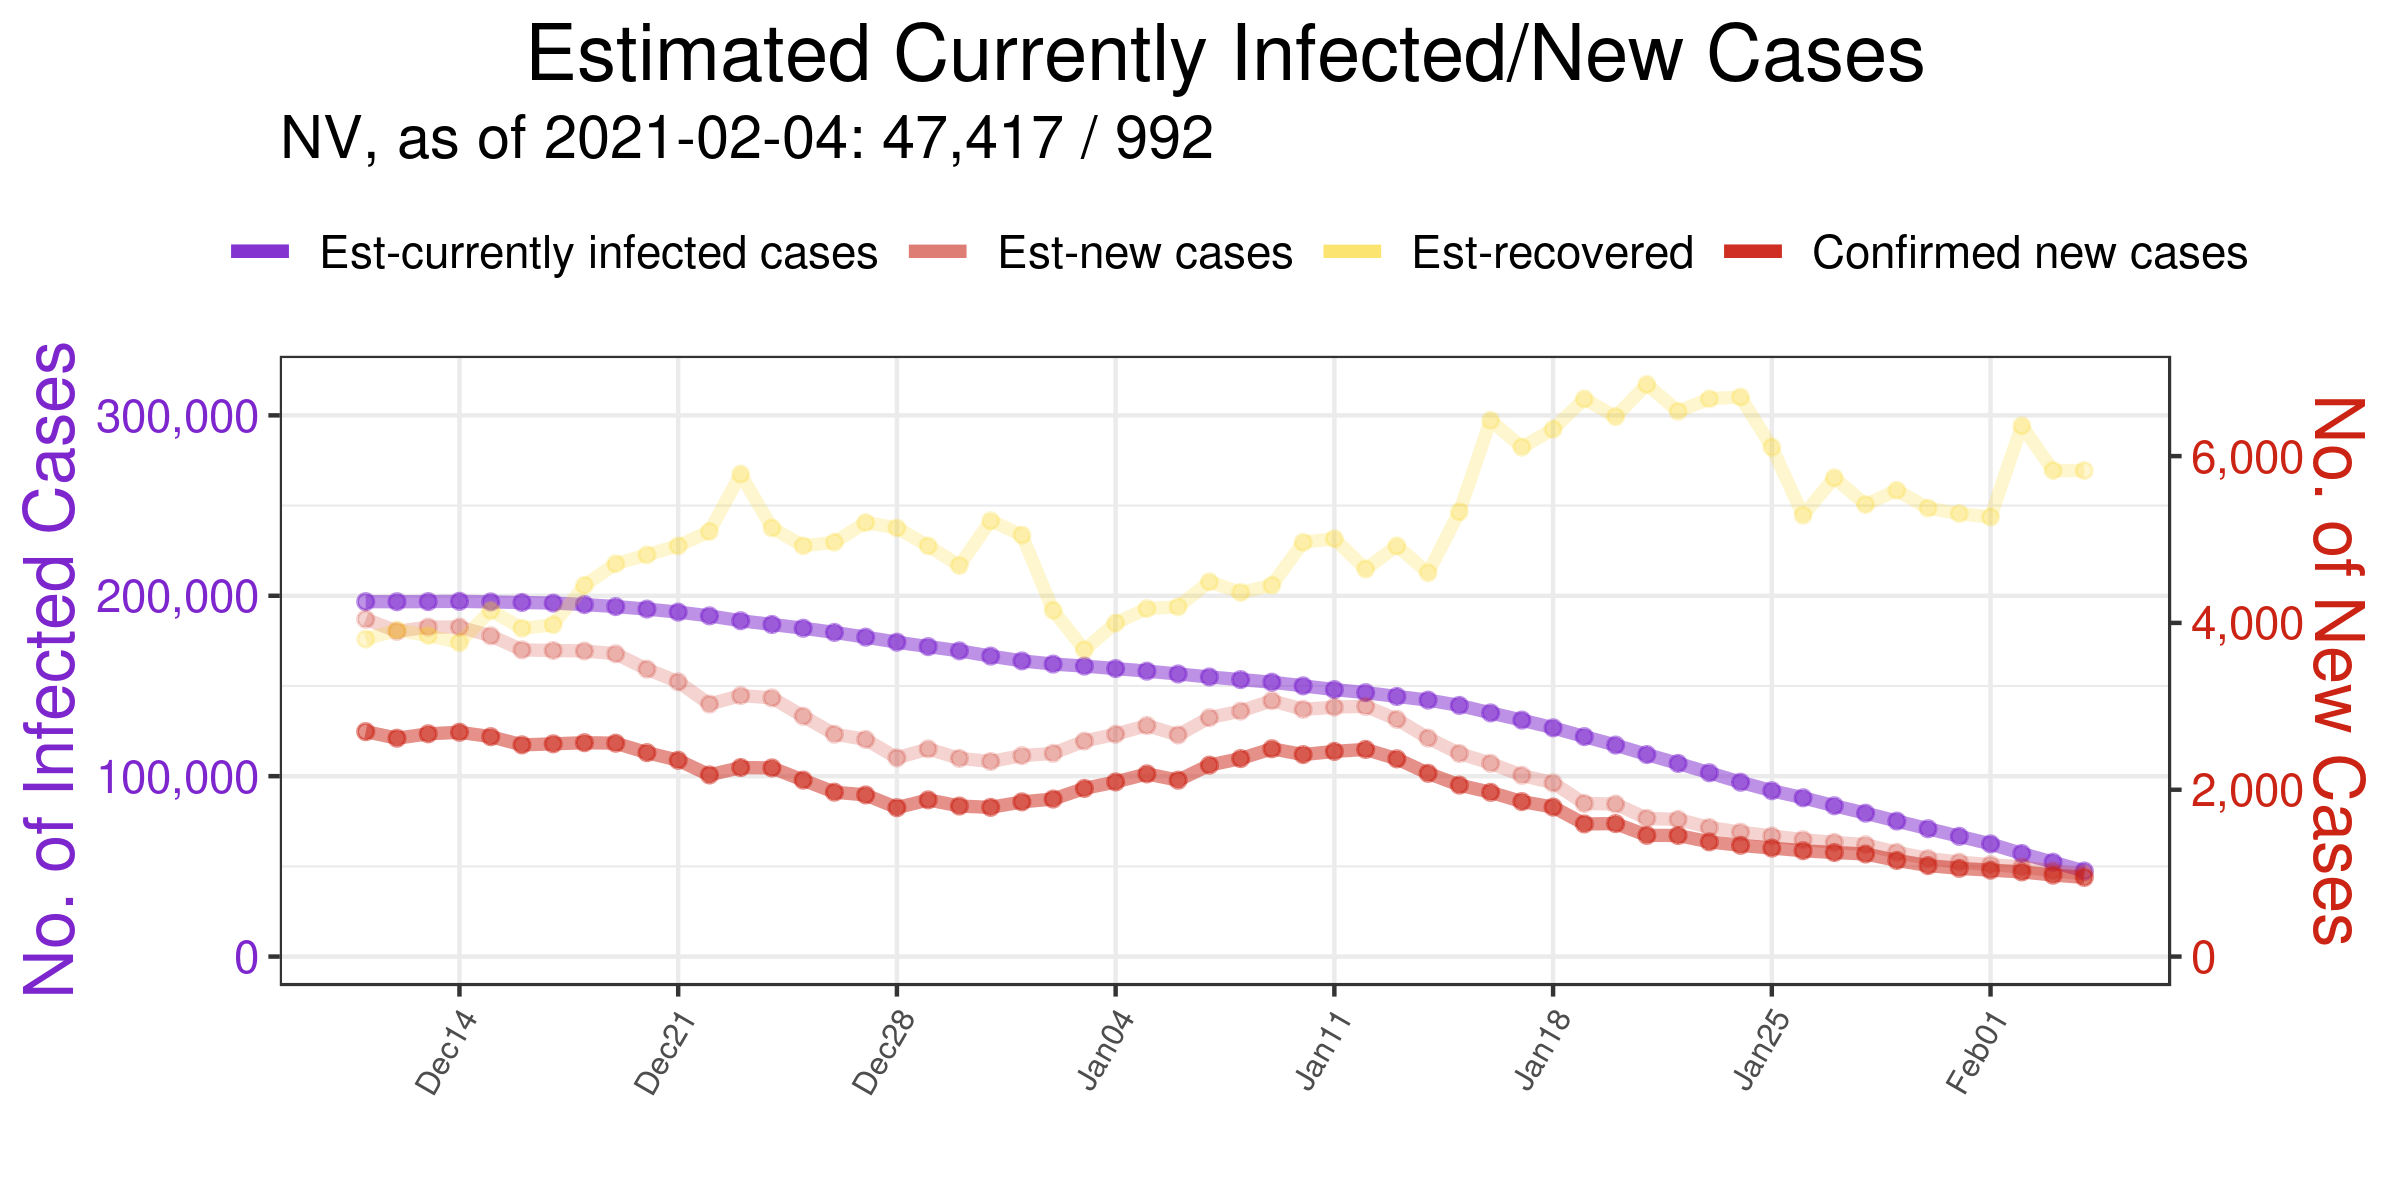 Estimated Currently Infected/New Cases
NV, as of 2021-02-04: 47,417 / 992
Est-currently infected cases Est-new cases Est-recovered Confirmed new cases
No. of Infected Cases
300,000
200,000
100,000
0
6,000
4,000
2,000
0
No. of New Cases
Dec14 Dec21 Dec28 Jan04 Jan11 Jan18 Jan25 Feb01